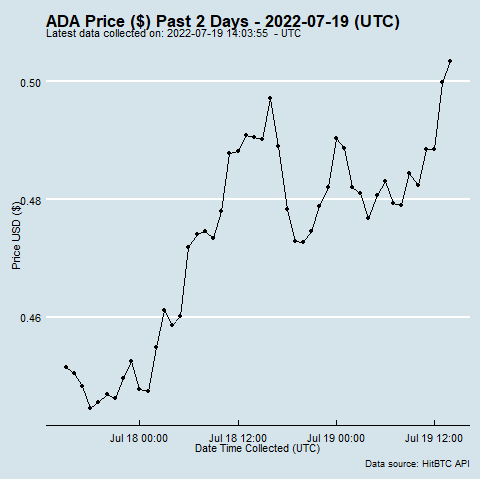 ADA Price ($) Past 2 Days - 2022-07-19 (UTC)
Latest data collected on: 2022-07-19 14:03:55  - UTC
0.50
0.48
0.46
Price USD ($)
Jul 18 00:00
Jul 18 12:00
Jul 19 00:00
Jul 19 12:00
Date Time Collected (UTC)
Data source: HitBTC API